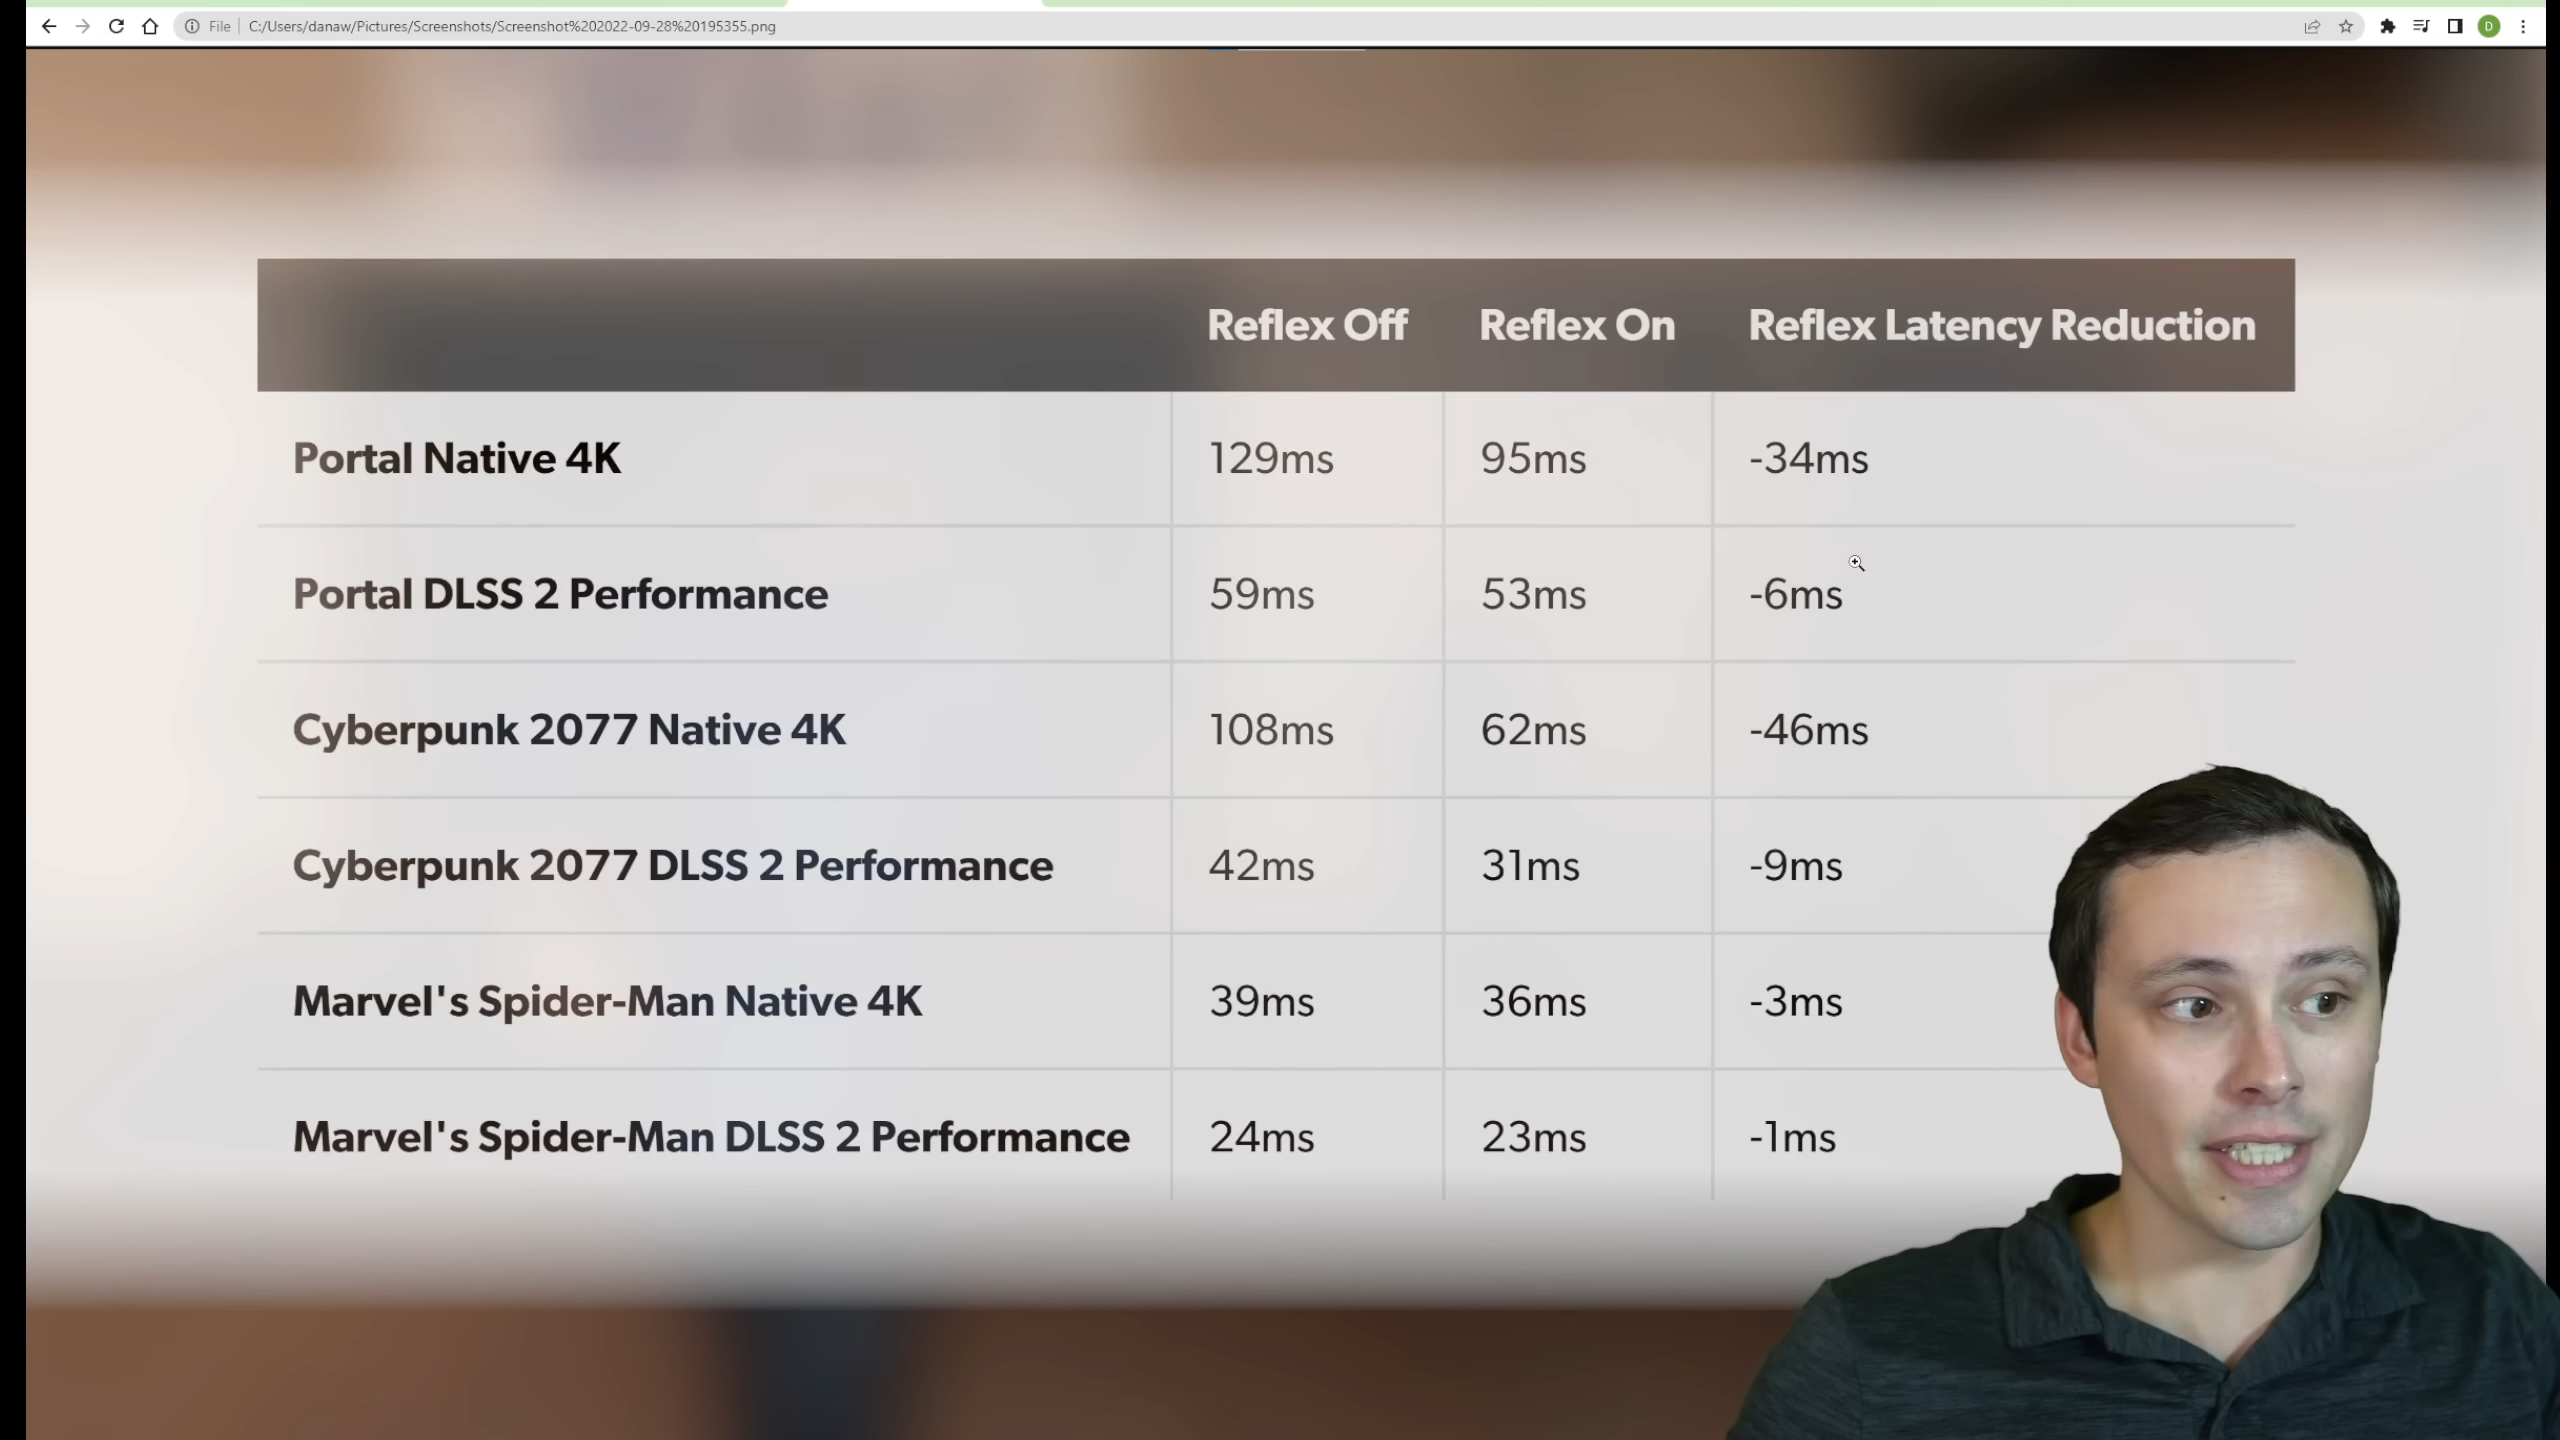 File
C:/Users/danaw/Pictures/Screenshots/Screenshot%202022-09-28%20195355.png
D
Reflex Off Reflex On Reflex Latency Reduction
Portal Native 4K 129ms 95ms -34ms
Portal DLSS 2 Performance 59ms 53ms -6ms
Cyberpunk 2077 Native 4K 108ms 62ms -46ms
Cyberpunk 2077 DLSS 2 Performance 42ms 31ms -9ms
Marvel's Spider-Man Native 4K 39ms 36ms -3ms
Marvel's Spider-Man DLSS 2 Performance 24ms 23ms -1ms